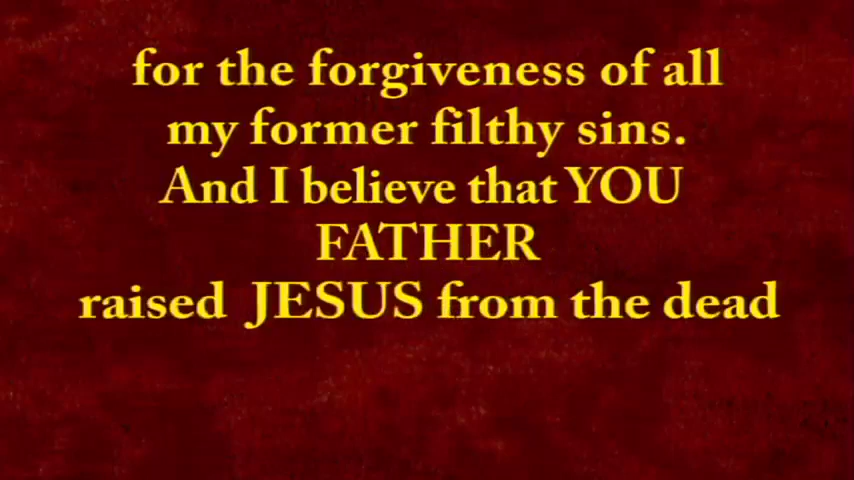 for the forgiveness of all
my former filthy sins.
And I believe that YOU
FATHER
raised JESUS from the dead